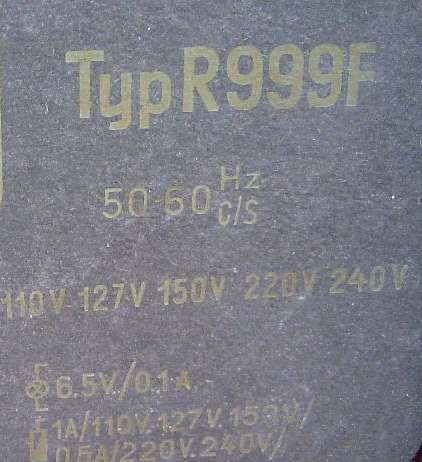 Typ R999F
50-60 Hz
c/s
110V 127V 150V 220V 240V
6.5V/0.1A
1A/110V.127V.150V/
0.5A/220V.240V/